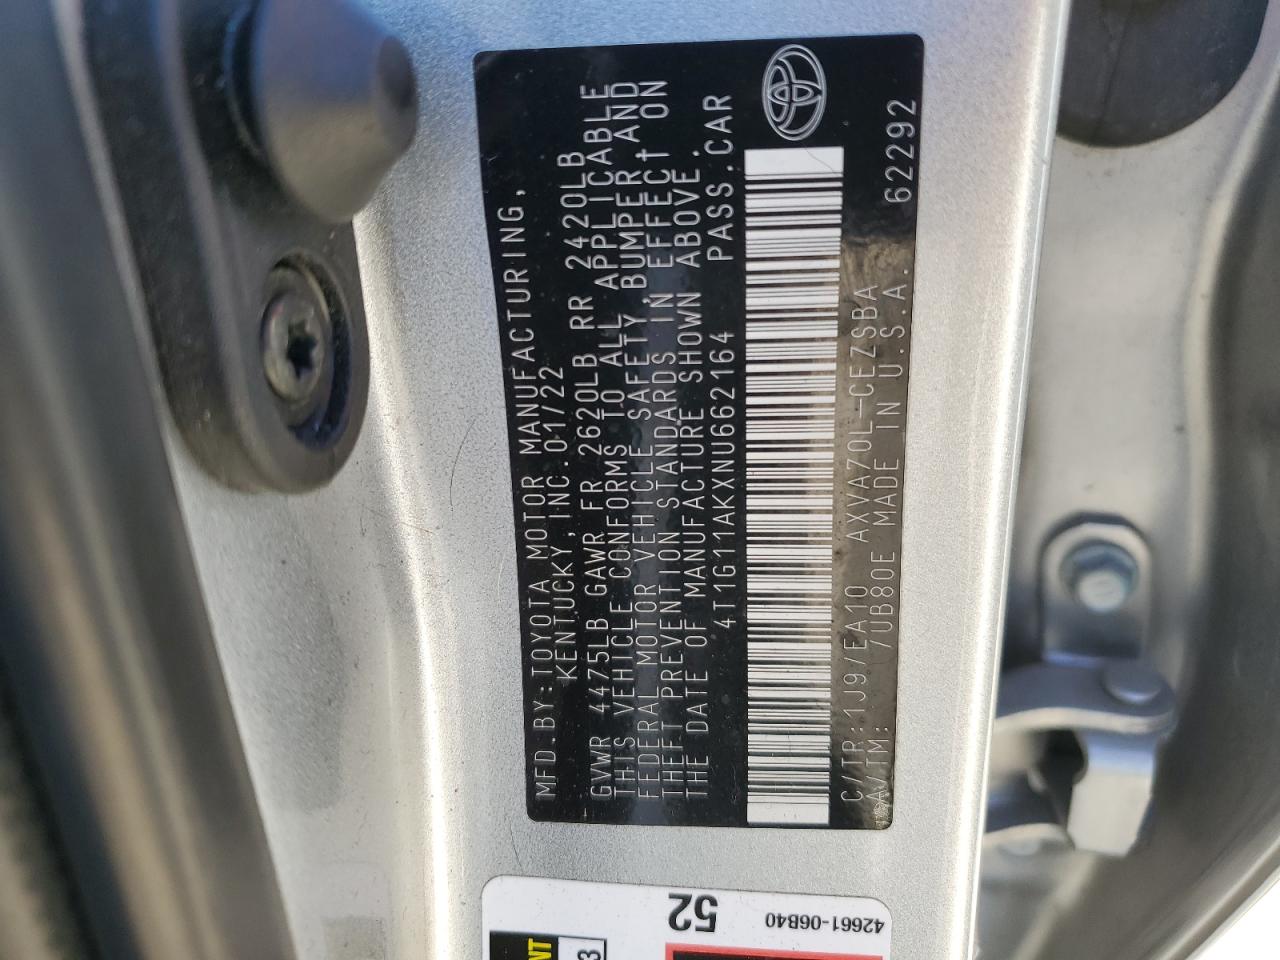 MFD.BY:TOYOTA MOTOR MANUFACTURING,
KENTUCKY,INC.01/22
GVWR 4475LB GAWR FR 2620LB RR 2420LB
THIS VEHICLE CONFORMS TO ALL APPLICABLE
FEDERAL MOTOR VEHICLE SAFETY, BUMPER AND
THEFT PREVENTION STANDARDS IN EFFECT ON
THE DATE OF MANUFACTURE SHOWN ABOVE.
4T1G11AKXNU662164 PASS.CAR
C/TR:1J9/EA10 AXVA70L-CEZSBA
A/TM: /UB80E MADE IN U.S.A. 62292
52
42661-06B40
NT
3